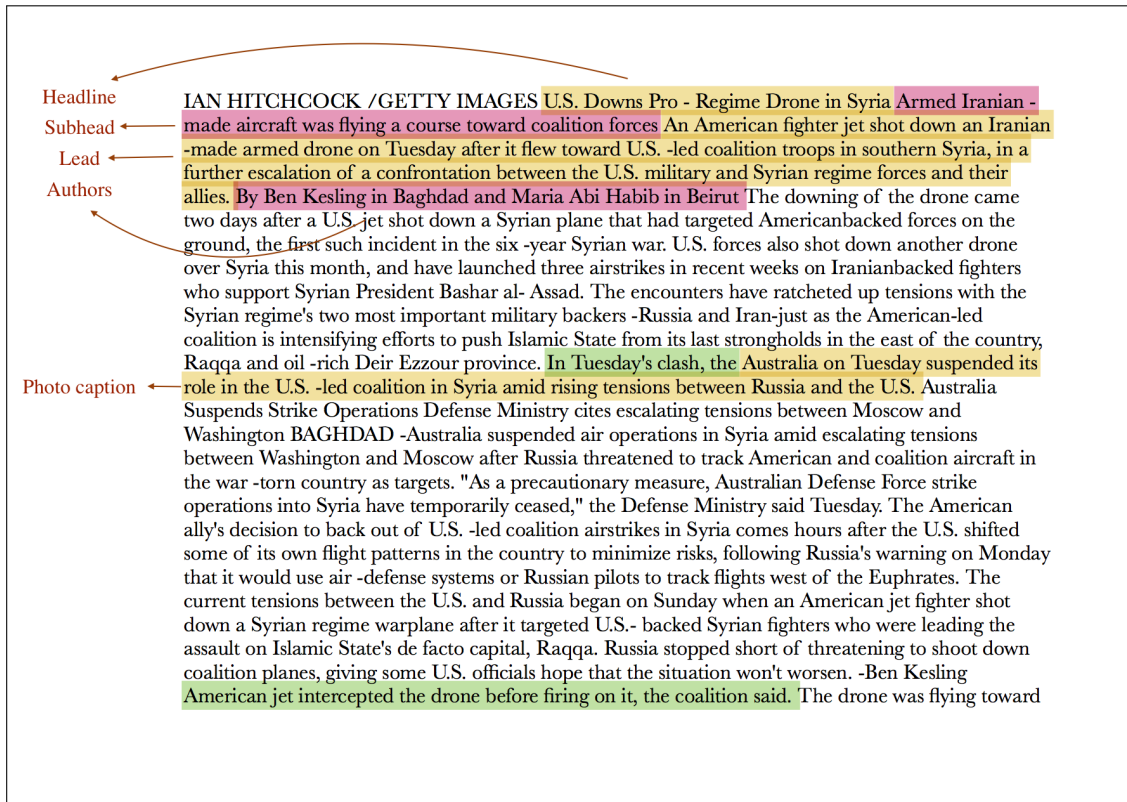 Headline
Subhead
Lead
Authors
Photo caption
IAN HITCHCOCK /GETTY IMAGES U.S. Downs Pro - Regime Drone in Syria Armed Iranian -
made aircraft was flying a course toward coalition forces An American fighter jet shot down an Iranian
-made armed drone on Tuesday after it flew toward U.S. -led coalition troops in southern Syria, in a
further escalation of a confrontation between the U.S. military and Syrian regime forces and their
allies. By Ben Kesling in Baghdad and Maria Abi Habib in Beirut The downing of the drone came
two days after a U.S. jet shot down a Syrian plane that had targeted Americanbacked forces on the
ground, the first such incident in the six -year Syrian war. U.S. forces also shot down another drone
over Syria this month, and have launched three airstrikes in recent weeks on Iranianbacked fighters
who support Syrian President Bashar al- Assad. The encounters have ratcheted up tensions with the
Syrian regime's two most important military backers -Russia and Iran-just as the American-led
coalition is intensifying efforts to push Islamic State from its last strongholds in the east of the country,
Raqqa and oil -rich Deir Ezzour province. In Tuesday's clash, the Australia on Tuesday suspended its
role in the U.S. -led coalition in Syria amid rising tensions between Russia and the U.S. Australia
Suspends Strike Operations Defense Ministry cites escalating tensions between Moscow and
Washington BAGHDAD -Australia suspended air operations in Syria amid escalating tensions
between Washington and Moscow after Russia threatened to track American and coalition aircraft in
the war -torn country as targets. "As a precautionary measure, Australian Defense Force strike
operations into Syria have temporarily ceased," the Defense Ministry said Tuesday. The American
ally's decision to back out of U.S. -led coalition airstrikes in Syria comes hours after the U.S. shifted
some of its own flight patterns in the country to minimize risks, following Russia's warning on Monday
that it would use air -defense systems or Russian pilots to track flights west of the Euphrates. The
current tensions between the U.S. and Russia began on Sunday when an American jet fighter shot
down a Syrian regime warplane after it targeted U.S.- backed Syrian fighters who were leading the
assault on Islamic State's de facto capital, Raqqa. Russia stopped short of threatening to shoot down
coalition planes, giving some U.S. officials hope that the situation won't worsen. -Ben Kesling
American jet intercepted the drone before firing on it, the coalition said. The drone was flying toward